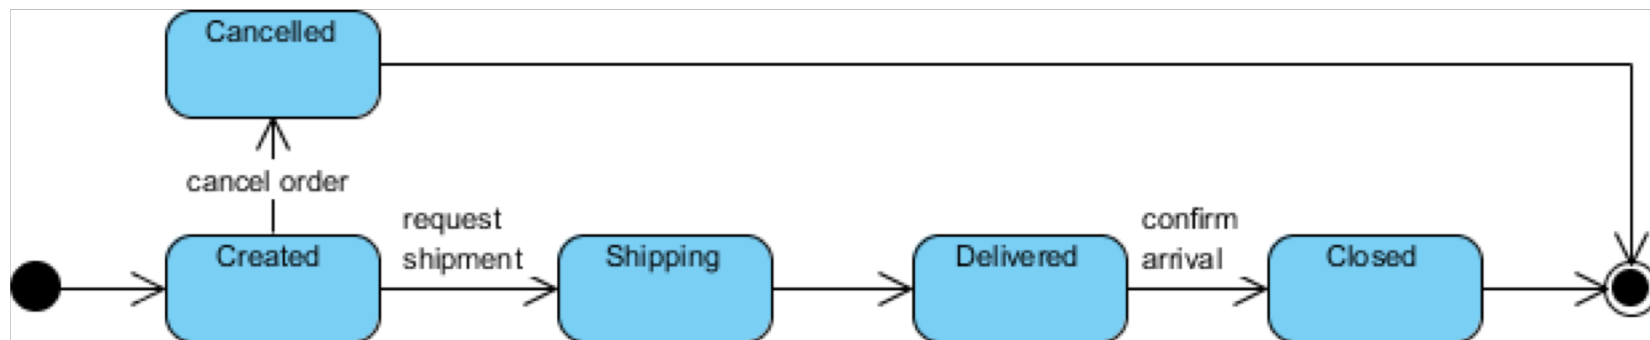 Cancelled
cancel order
Created
request
shipment
Shipping
Delivered
confirm
arrival
Closed